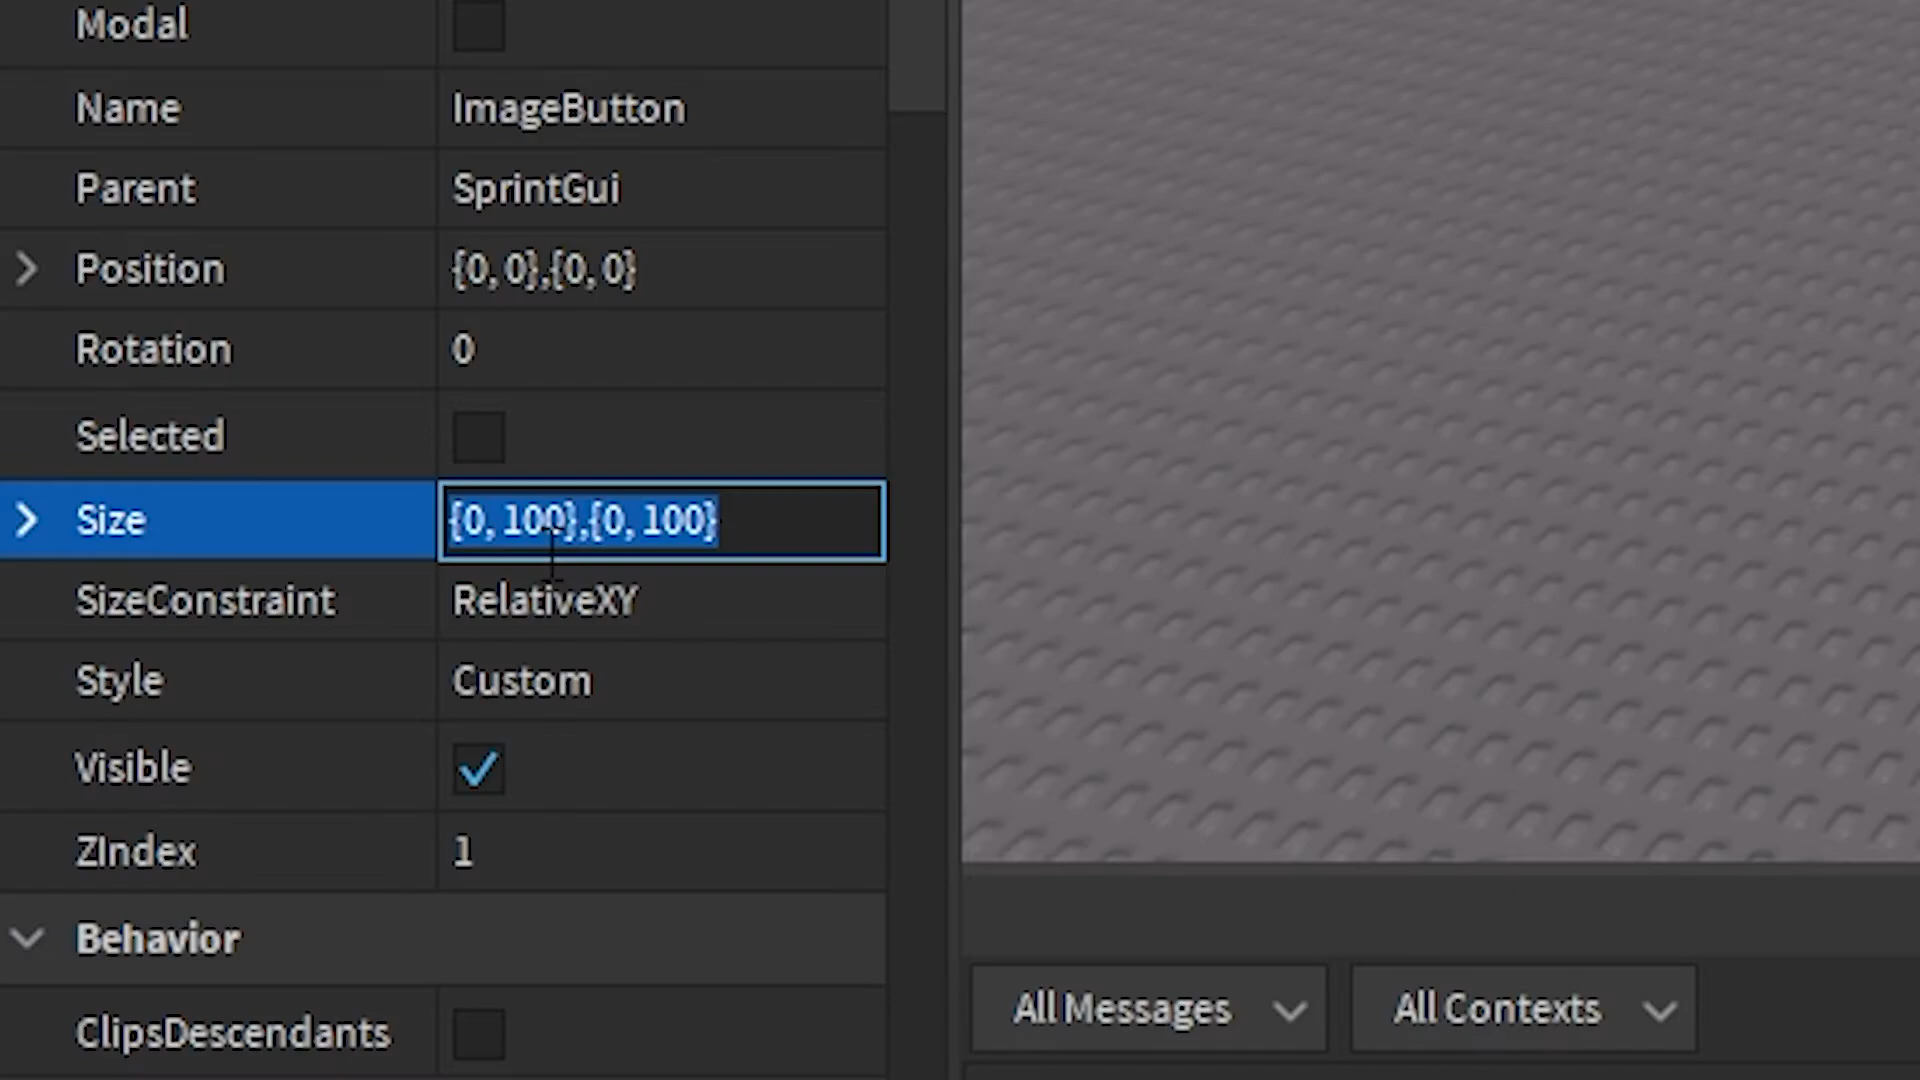 Modal
Name ImageButton
Parent SprintGui
Position {0, 0},{0, 0}
Rotation 0
Selected
Size {0, 100},{0, 100}
SizeConstraint RelativeXY
Style Custom
Visible
ZIndex 1
Behavior
ClipsDescendants
All Messages All Contexts